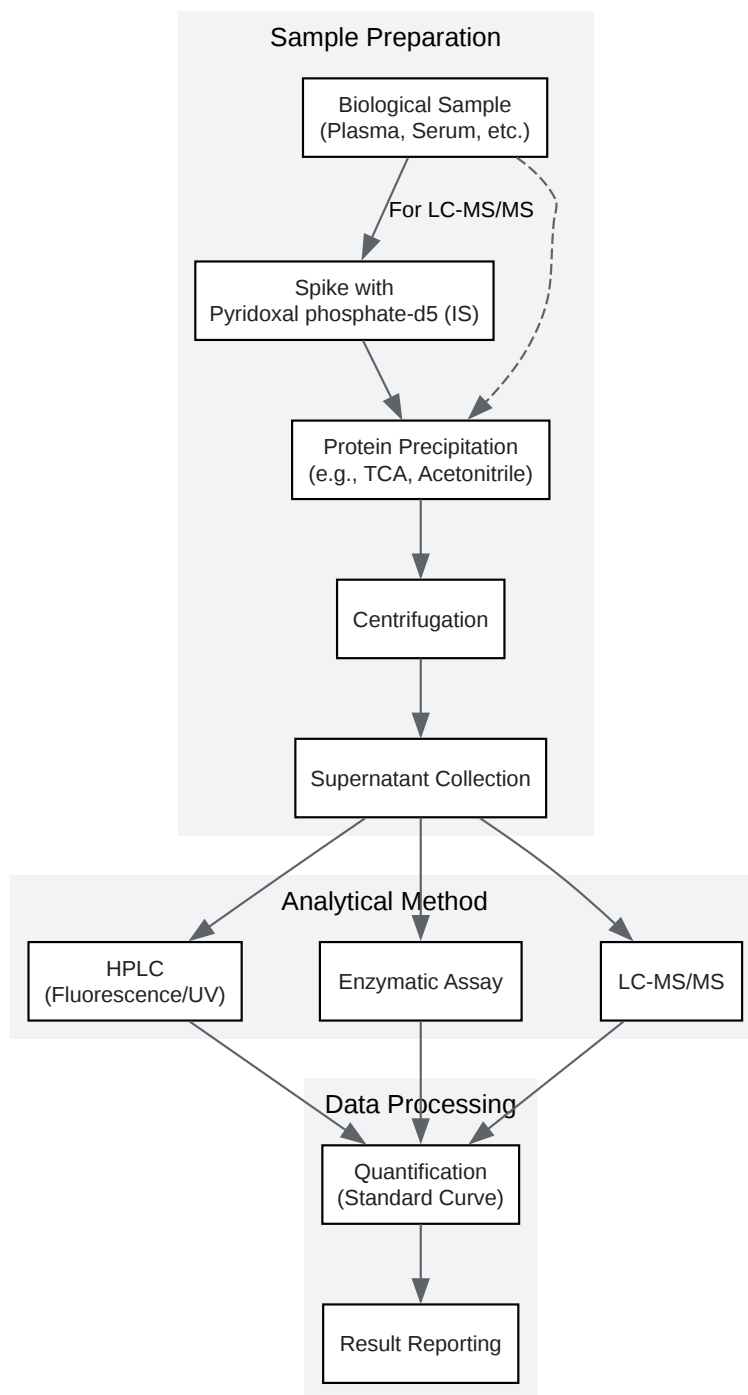 Sample Preparation
Biological Sample
(Plasma, Serum, etc.)
For LC-MS/MS
Spike with
Pyridoxal phosphate-d5 (IS)
Protein Precipitation
(e.g., TCA, Acetonitrile)
Centrifugation
Supernatant Collection
Analytical Method
HPLC
(Fluorescence/UV)
Enzymatic Assay
LC-MS/MS
Data Processing
Quantification
(Standard Curve)
Result Reporting